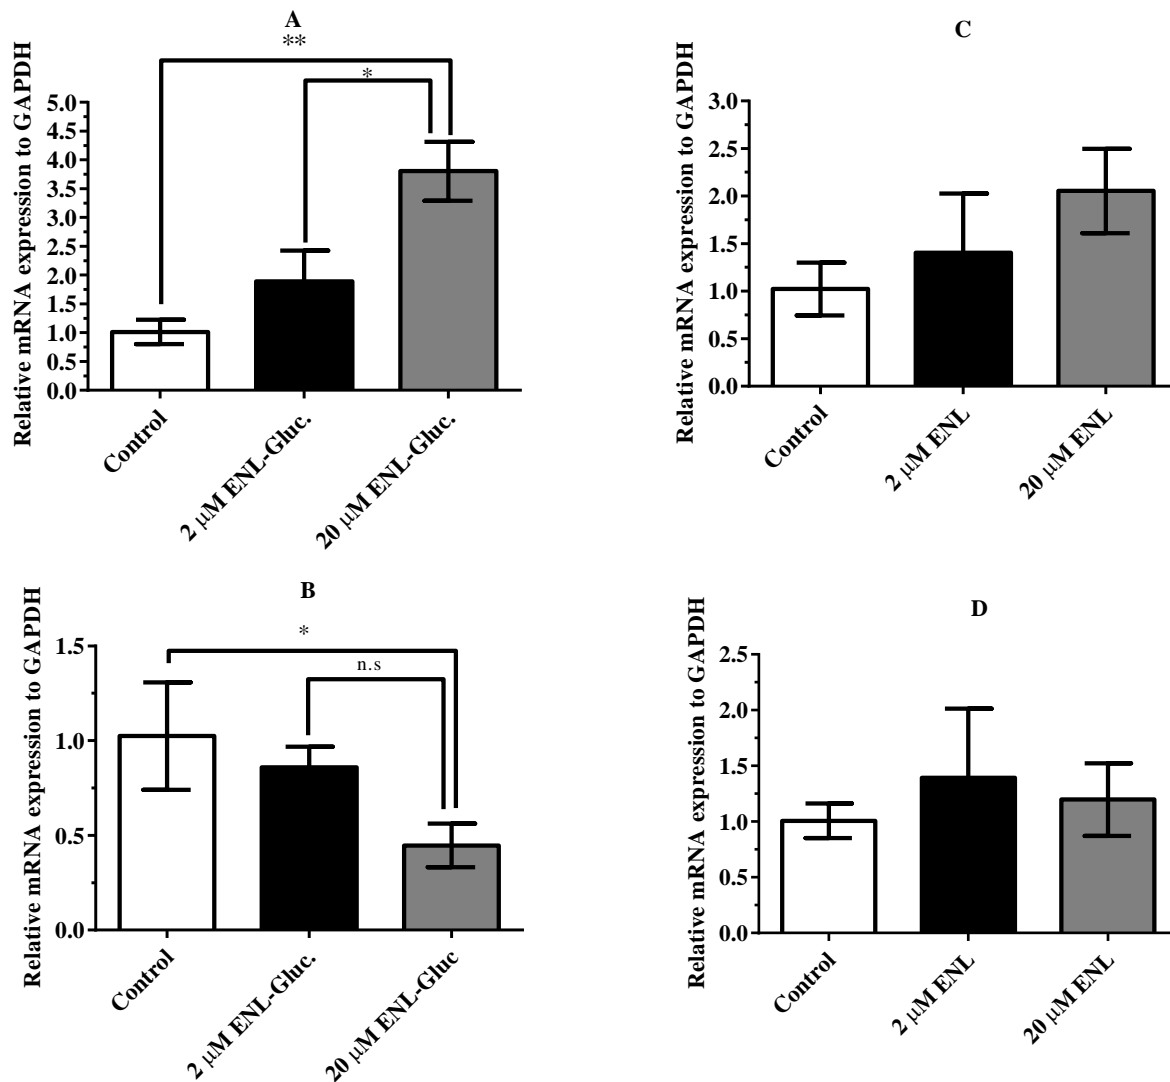 A
**
*
Relative mRNA expression to GAPDH
5.0
4.5
4.0
3.5
3.0
2.5
2.0
1.5
1.0
0.5
0.0
Control
2 μM ENL-Gluc.
20 μM ENL-Gluc.
C
Relative mRNA expression to GAPDH
3.0
2.5
2.0
1.5
1.0
0.5
0.0
Control
2 μM ENL
20 μM ENL
B
*
n.s
Relative mRNA expression to GAPDH
1.5
1.0
0.5
0.0
Control
2 μM ENL-Gluc.
20 μM ENL-Gluc
D
Relative mRNA expression to GAPDH
2.5
2.0
1.5
1.0
0.5
0.0
Control
2 μM ENL
20 μM ENL